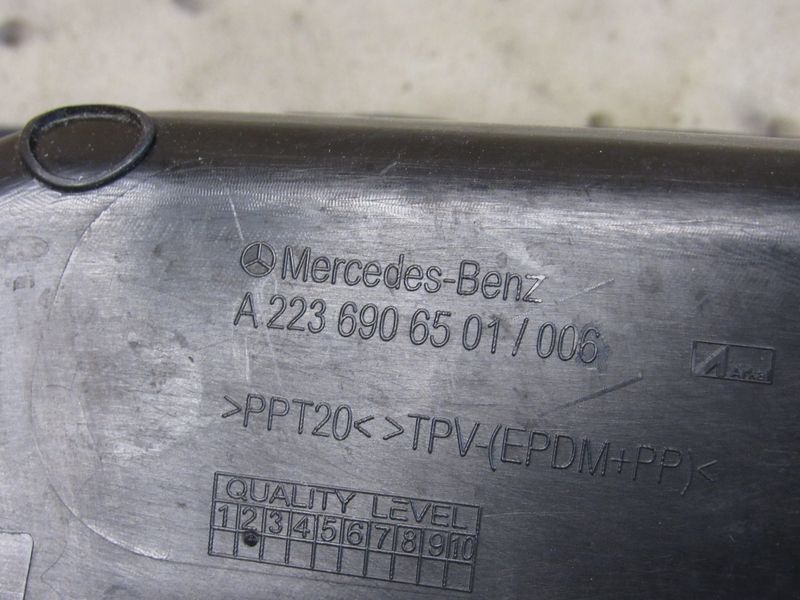 Mercedes-Benz
A 223 690 65 01 / 006
>PPT20< >TPV-(EPDM+PP)<
QUALITY LEVEL
1 2 3 4 5 6 7 8 9 10